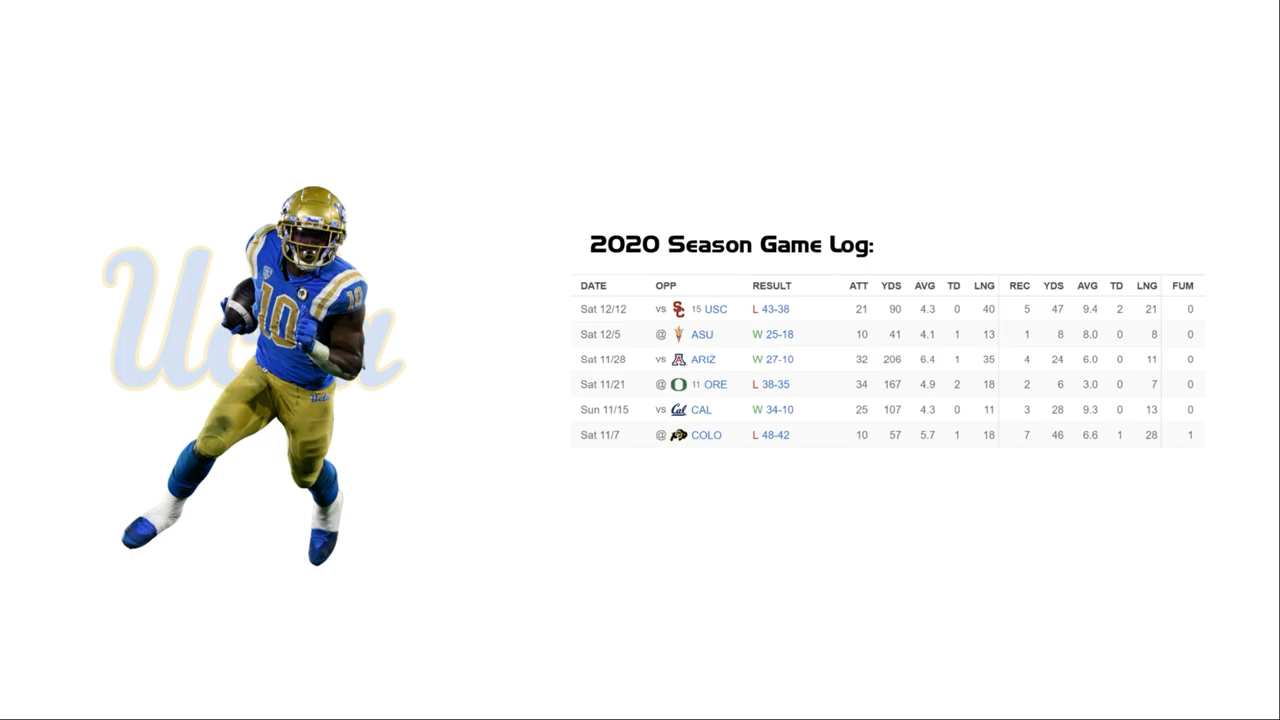 Ucla
10
10
Ucla
2020 Season Game Log:
DATE OPP RESULT ATT YDS AVG TD LNG REC YDS AVG TD LNG FUM
Sat 12/12 vs SC 15 USC L 43-38 21 90 4.3 0 40 5 47 9.4 2 21 0
Sat 12/5 @ ASU W 25-18 10 41 4.1 1 13 1 8 8.0 0 8 0
Sat 11/28 vs A ARIZ W 27-10 32 206 6.4 1 35 4 24 6.0 0 11 0
Sat 11/21 @ O 11 ORE L 38-35 34 167 4.9 2 18 2 6 3.0 0 7 0
Sun 11/15 vs Cal CAL W 34-10 25 107 4.3 0 11 3 28 9.3 0 13 0
Sat 11/7 @ COLO L 48-42 10 57 5.7 1 18 7 46 6.6 1 28 1